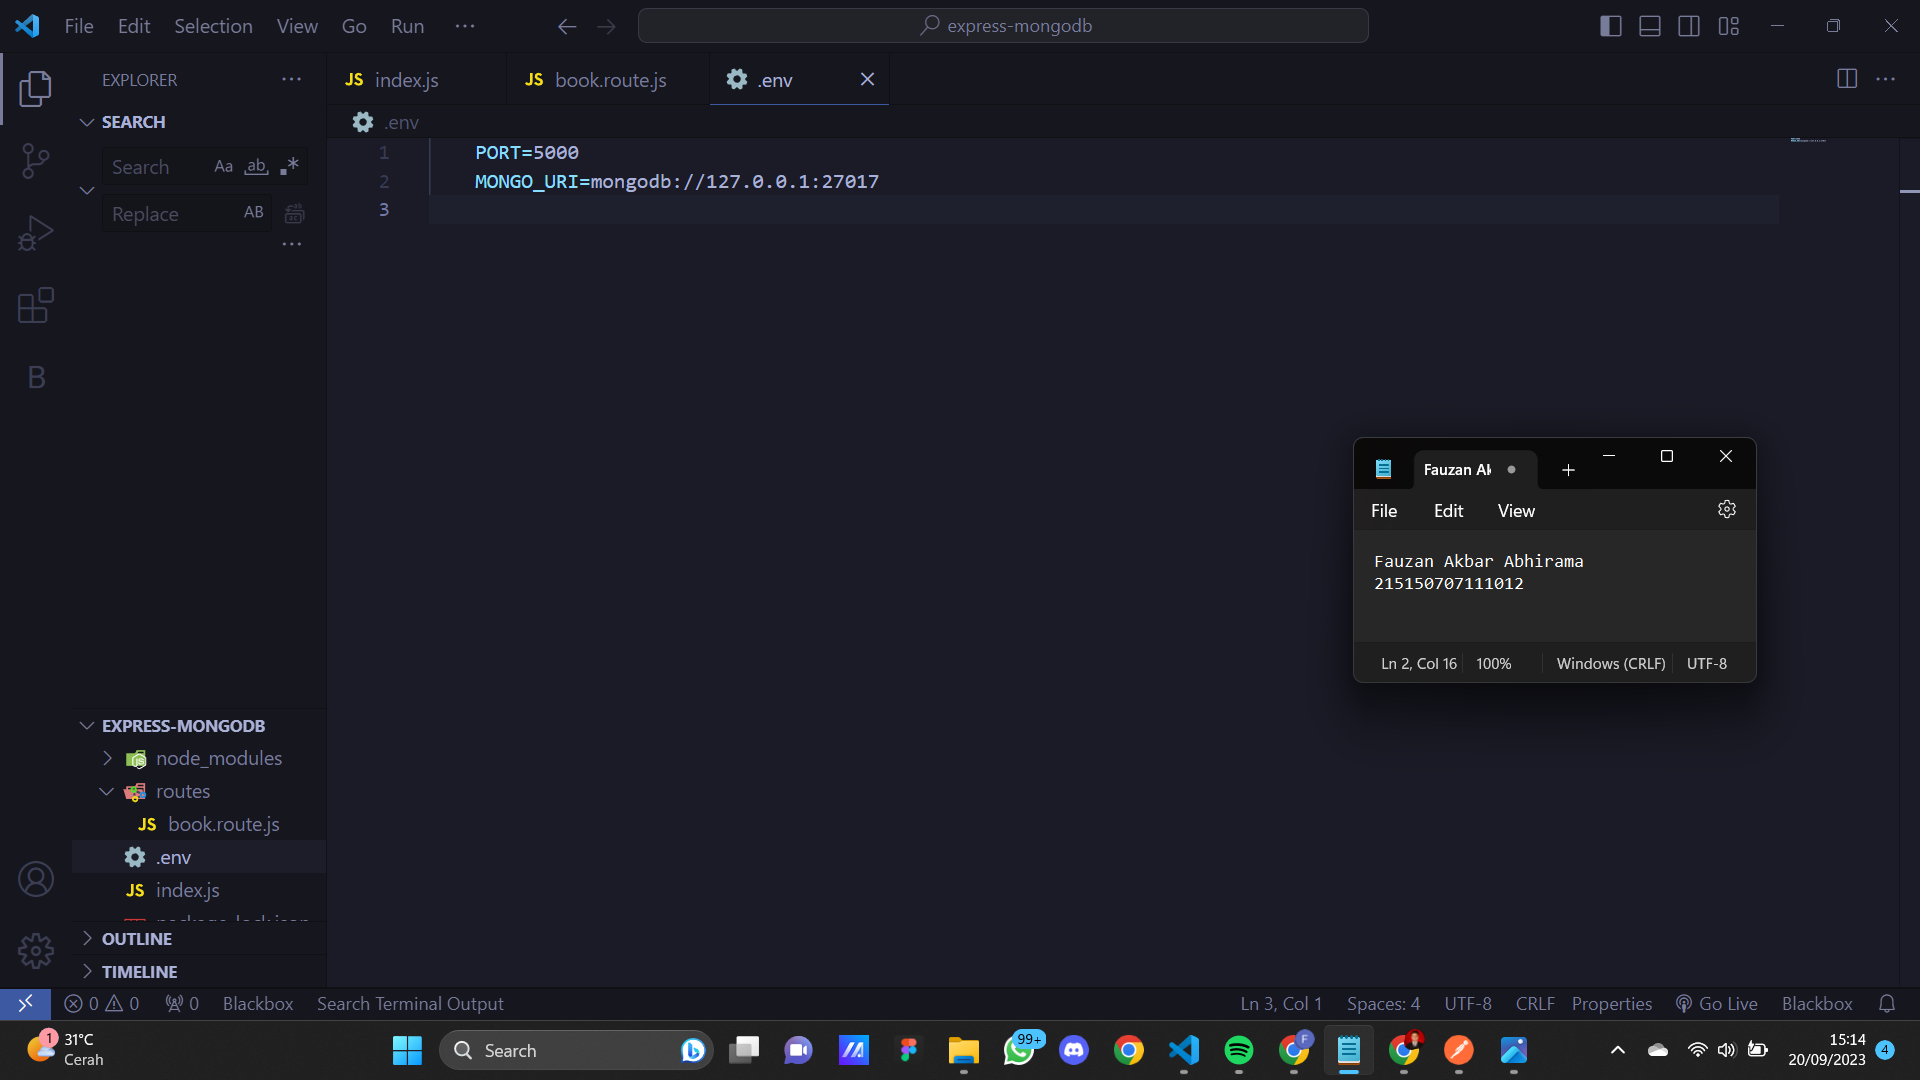 File Edit Selection View Go Run
express-mongodb
EXPLORER
SEARCH
Search Aa ab
Replace AB
JS index.js
JS book.route.js
.env
.env
1 PORT=5000
2 MONGO_URI=mongodb://127.0.0.1:27017
3
B
Fauzan Ak
File Edit View
Fauzan Akbar Abhirama
215150707111012
Ln 2, Col 16 100% Windows (CRLF) UTF-8
EXPRESS-MONGODB
node_modules
routes
JS book.route.js
.env
JS index.js
package-lock.json
OUTLINE
TIMELINE
0 0 0 Blackbox Search Terminal Output
Ln 3, Col 1 Spaces: 4 UTF-8 CRLF Properties Go Live Blackbox
1 31°C
Cerah
Search
99+
F
15:14
20/09/2023
4